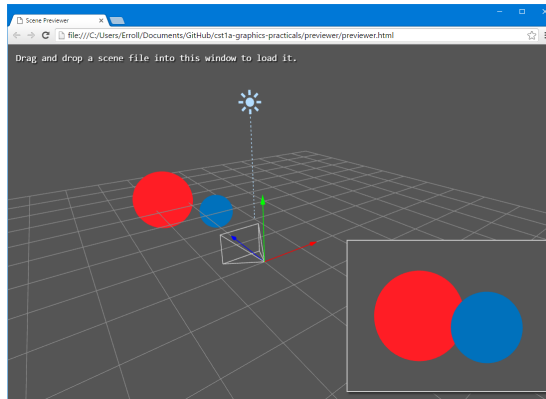 Scene Previewer
file:///C:/Users/Erroll/Documents/GitHub/cst1a-graphics-practicals/previewer/previewer.html
Drag and drop a scene file into this window to load it.